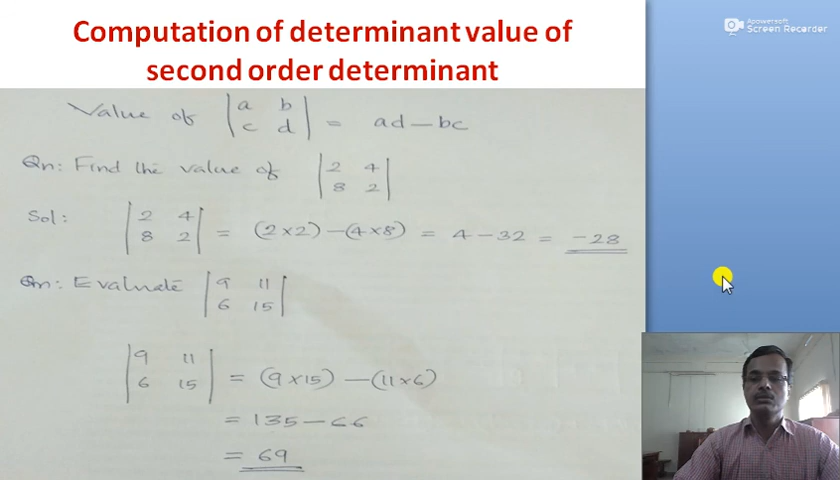 Computation of determinant value of
second order determinant
Apowersoft
Screen Recorder
Value of | a b | = ad - bc
| c d |
Qn: Find the value of | 2 4 |
| 8 2 |
Sol: | 2 4 | = (2×2) - (4×8) = 4 - 32 = -28
| 8 2 |
Qn: Evaluate | 9 11 |
| 6 15 |
| 9 11 |
| 6 15 | = (9×15) - (11×6)
= 135 - 66
= 69